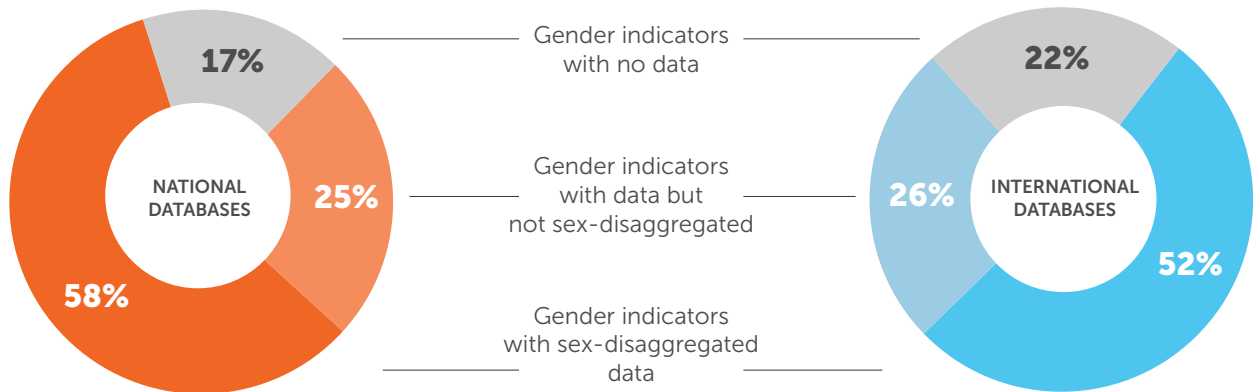 17%
25%
58%
NATIONAL
DATABASES
Gender indicators
with no data
Gender indicators
with data but
not sex-disaggregated
Gender indicators
with sex-disaggregated
data
22%
26%
52%
INTERNATIONAL
DATABASES